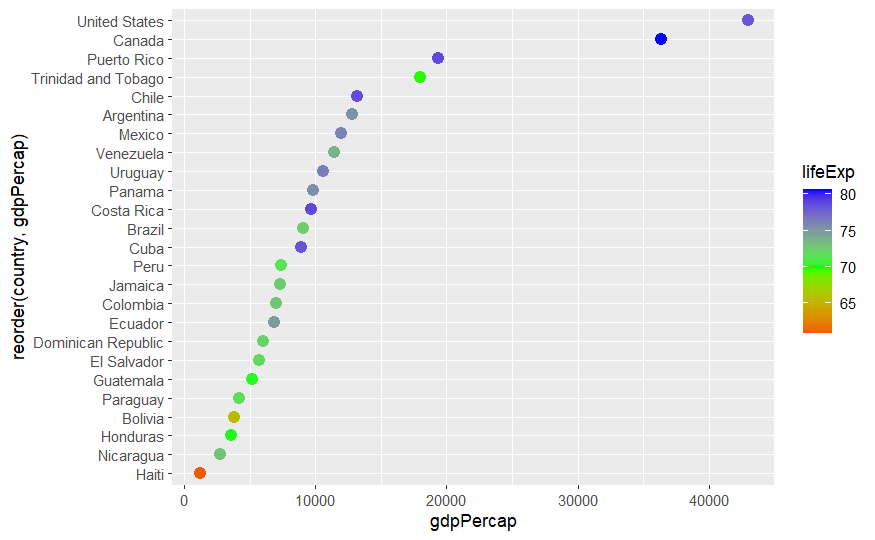 United States
Canada
Puerto Rico
Trinidad and Tobago
Chile
Argentina
Mexico
Venezuela
Uruguay
Panama
Costa Rica
Brazil
Cuba
Peru
Jamaica
Colombia
Ecuador
Dominican Republic
El Salvador
Guatemala
Paraguay
Bolivia
Honduras
Nicaragua
Haiti
reorder(country, gdpPercap)
0 10000 20000 30000 40000
gdpPercap
lifeExp
80
75
70
65